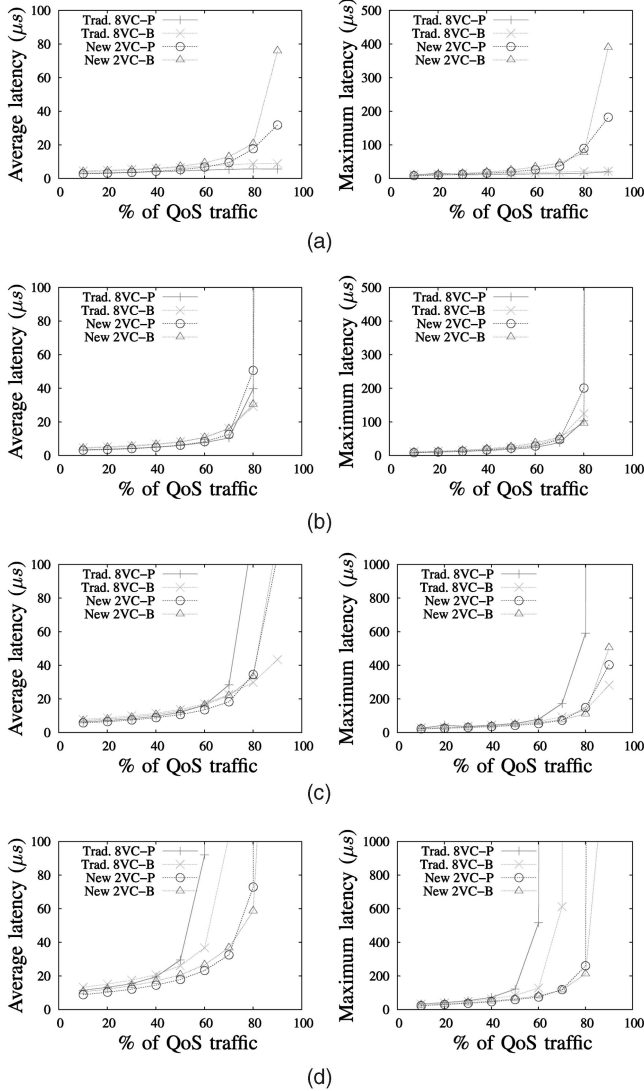 Average latency (μs)
100
80
60
40
20
0
Trad. 8VC-P
Trad. 8VC-B
New 2VC-P
New 2VC-B
0 20 40 60 80 100
% of QoS traffic
Maximum latency (μs)
500
400
300
200
100
0
Trad. 8VC-P
Trad. 8VC-B
New 2VC-P
New 2VC-B
0 20 40 60 80 100
% of QoS traffic
(a)
Average latency (μs)
100
80
60
40
20
0
Trad. 8VC-P
Trad. 8VC-B
New 2VC-P
New 2VC-B
0 20 40 60 80 100
% of QoS traffic
Maximum latency (μs)
500
400
300
200
100
0
Trad. 8VC-P
Trad. 8VC-B
New 2VC-P
New 2VC-B
0 20 40 60 80 100
% of QoS traffic
(b)
Average latency (μs)
100
80
60
40
20
0
Trad. 8VC-P
Trad. 8VC-B
New 2VC-P
New 2VC-B
0 20 40 60 80 100
% of QoS traffic
Maximum latency (μs)
1000
800
600
400
200
0
Trad. 8VC-P
Trad. 8VC-B
New 2VC-P
New 2VC-B
0 20 40 60 80 100
% of QoS traffic
(c)
Average latency (μs)
100
80
60
40
20
0
Trad. 8VC-P
Trad. 8VC-B
New 2VC-P
New 2VC-B
0 20 40 60 80 100
% of QoS traffic
Maximum latency (μs)
1000
800
600
400
200
0
Trad. 8VC-P
Trad. 8VC-B
New 2VC-P
New 2VC-B
0 20 40 60 80 100
% of QoS traffic
(d)